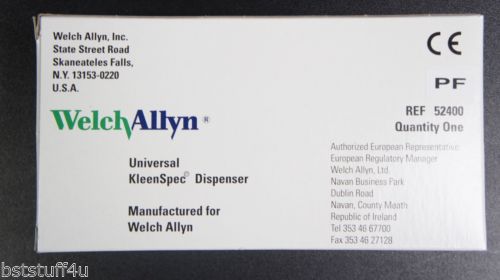 Welch Allyn, Inc.
State Street Road
Skaneateles Falls,
N.Y. 13153-0220
U.S.A.
CE
PF
REF 52400
Quantity One
WelchAllyn®
Universal
KleenSpec® Dispenser
Manufactured for
Welch Allyn
Authorized European Representative
European Regulatory Manager
Welch Allyn, Ltd.
Navan Business Park
Dublin Road
Navan, County Meath
Republic of Ireland
Tel 353 46 67700
Fax 353 46 27128
bststuff4u